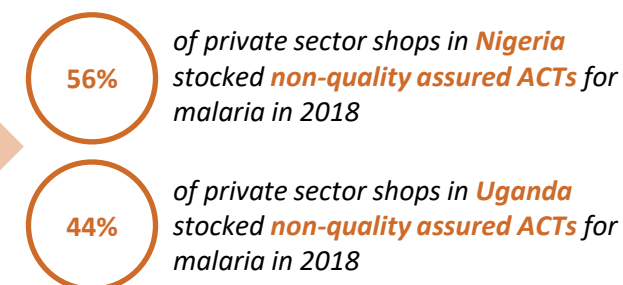 56%
of private sector shops in Nigeria
stocked non-quality assured ACTs for
malaria in 2018
44%
of private sector shops in Uganda
stocked non-quality assured ACTs for
malaria in 2018